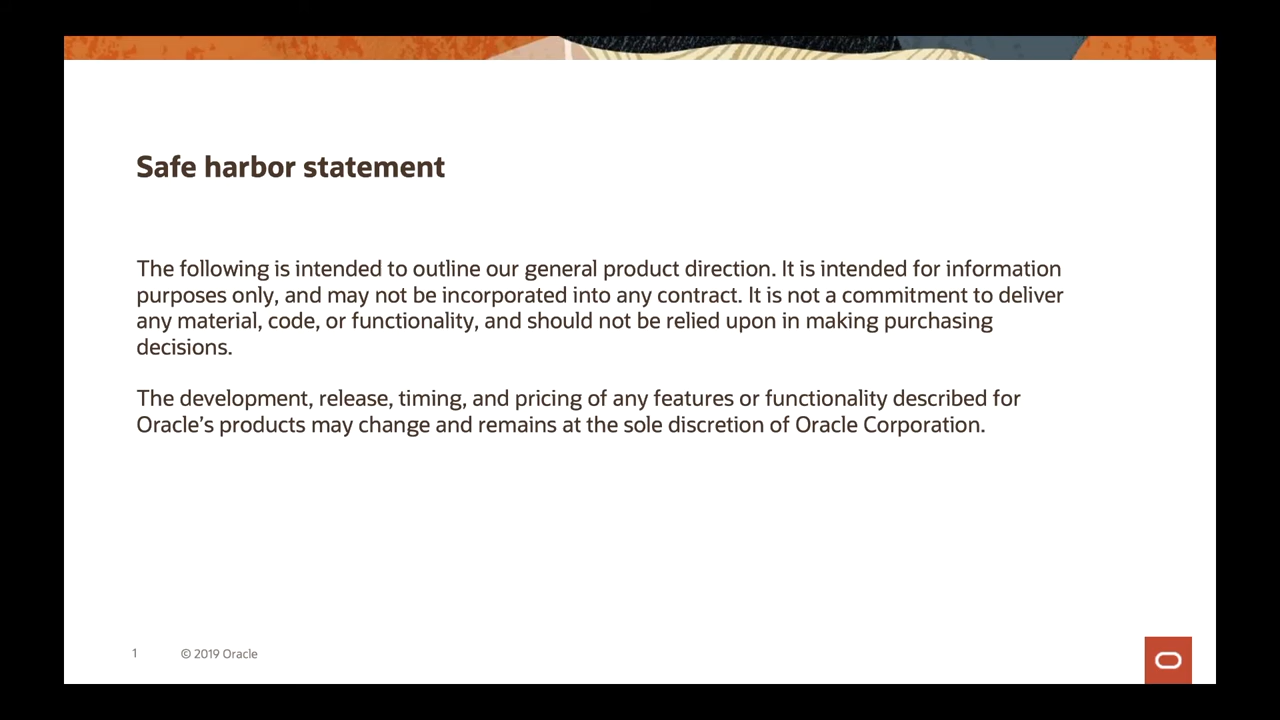 Safe harbor statement
The following is intended to outline our general product direction. It is intended for information
purposes only, and may not be incorporated into any contract. It is not a commitment to deliver
any material, code, or functionality, and should not be relied upon in making purchasing
decisions.
The development, release, timing, and pricing of any features or functionality described for
Oracle’s products may change and remains at the sole discretion of Oracle Corporation.
1 © 2019 Oracle